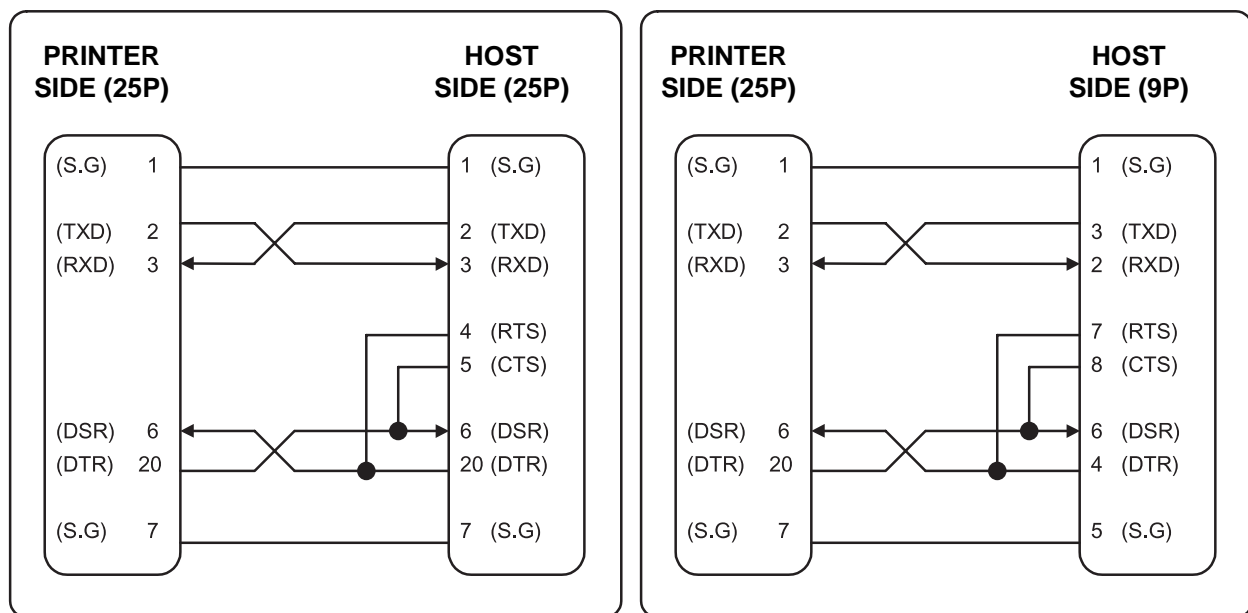 PRINTER
SIDE (25P)
HOST
SIDE (25P)
(S.G) 1
1 (S.G)
(TXD) 2
2 (TXD)
(RXD) 3
3 (RXD)
4 (RTS)
5 (CTS)
(DSR) 6
6 (DSR)
(DTR) 20
20 (DTR)
(S.G) 7
7 (S.G)
PRINTER
SIDE (25P)
HOST
SIDE (9P)
(S.G) 1
1 (S.G)
(TXD) 2
3 (TXD)
(RXD) 3
2 (RXD)
7 (RTS)
8 (CTS)
(DSR) 6
6 (DSR)
(DTR) 20
4 (DTR)
(S.G) 7
5 (S.G)